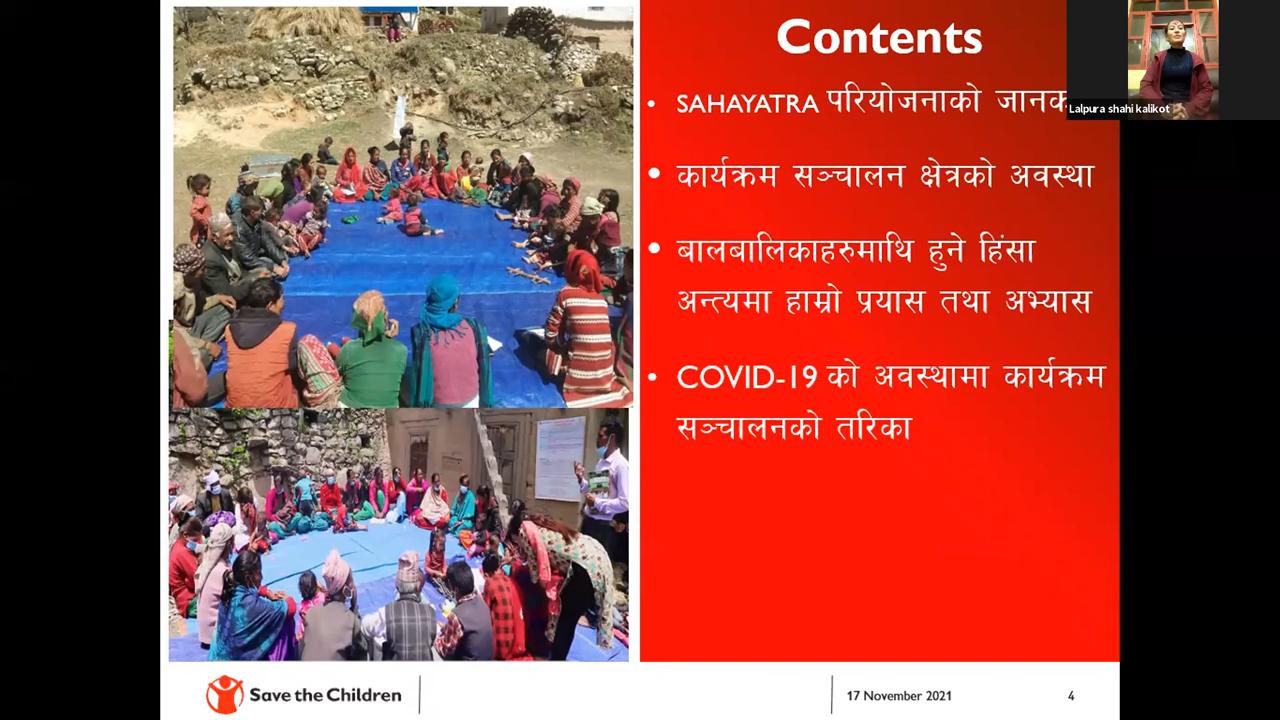 Contents
Lalpura shahi kalikot
• SAHAYATRA परियोजनाको
• कार्यक्रम सञ्चालन क्षेत्रको अवस्था
• बालबालिकाहरुमाथि हुने हिंसा
अन्त्यमा हाम्रो प्रयास तथा अभ्यास
• COVID-19 को अवस्थामा कार्यक्रम
सञ्चालनको तरिका
Save the Children
17 November 2021
4